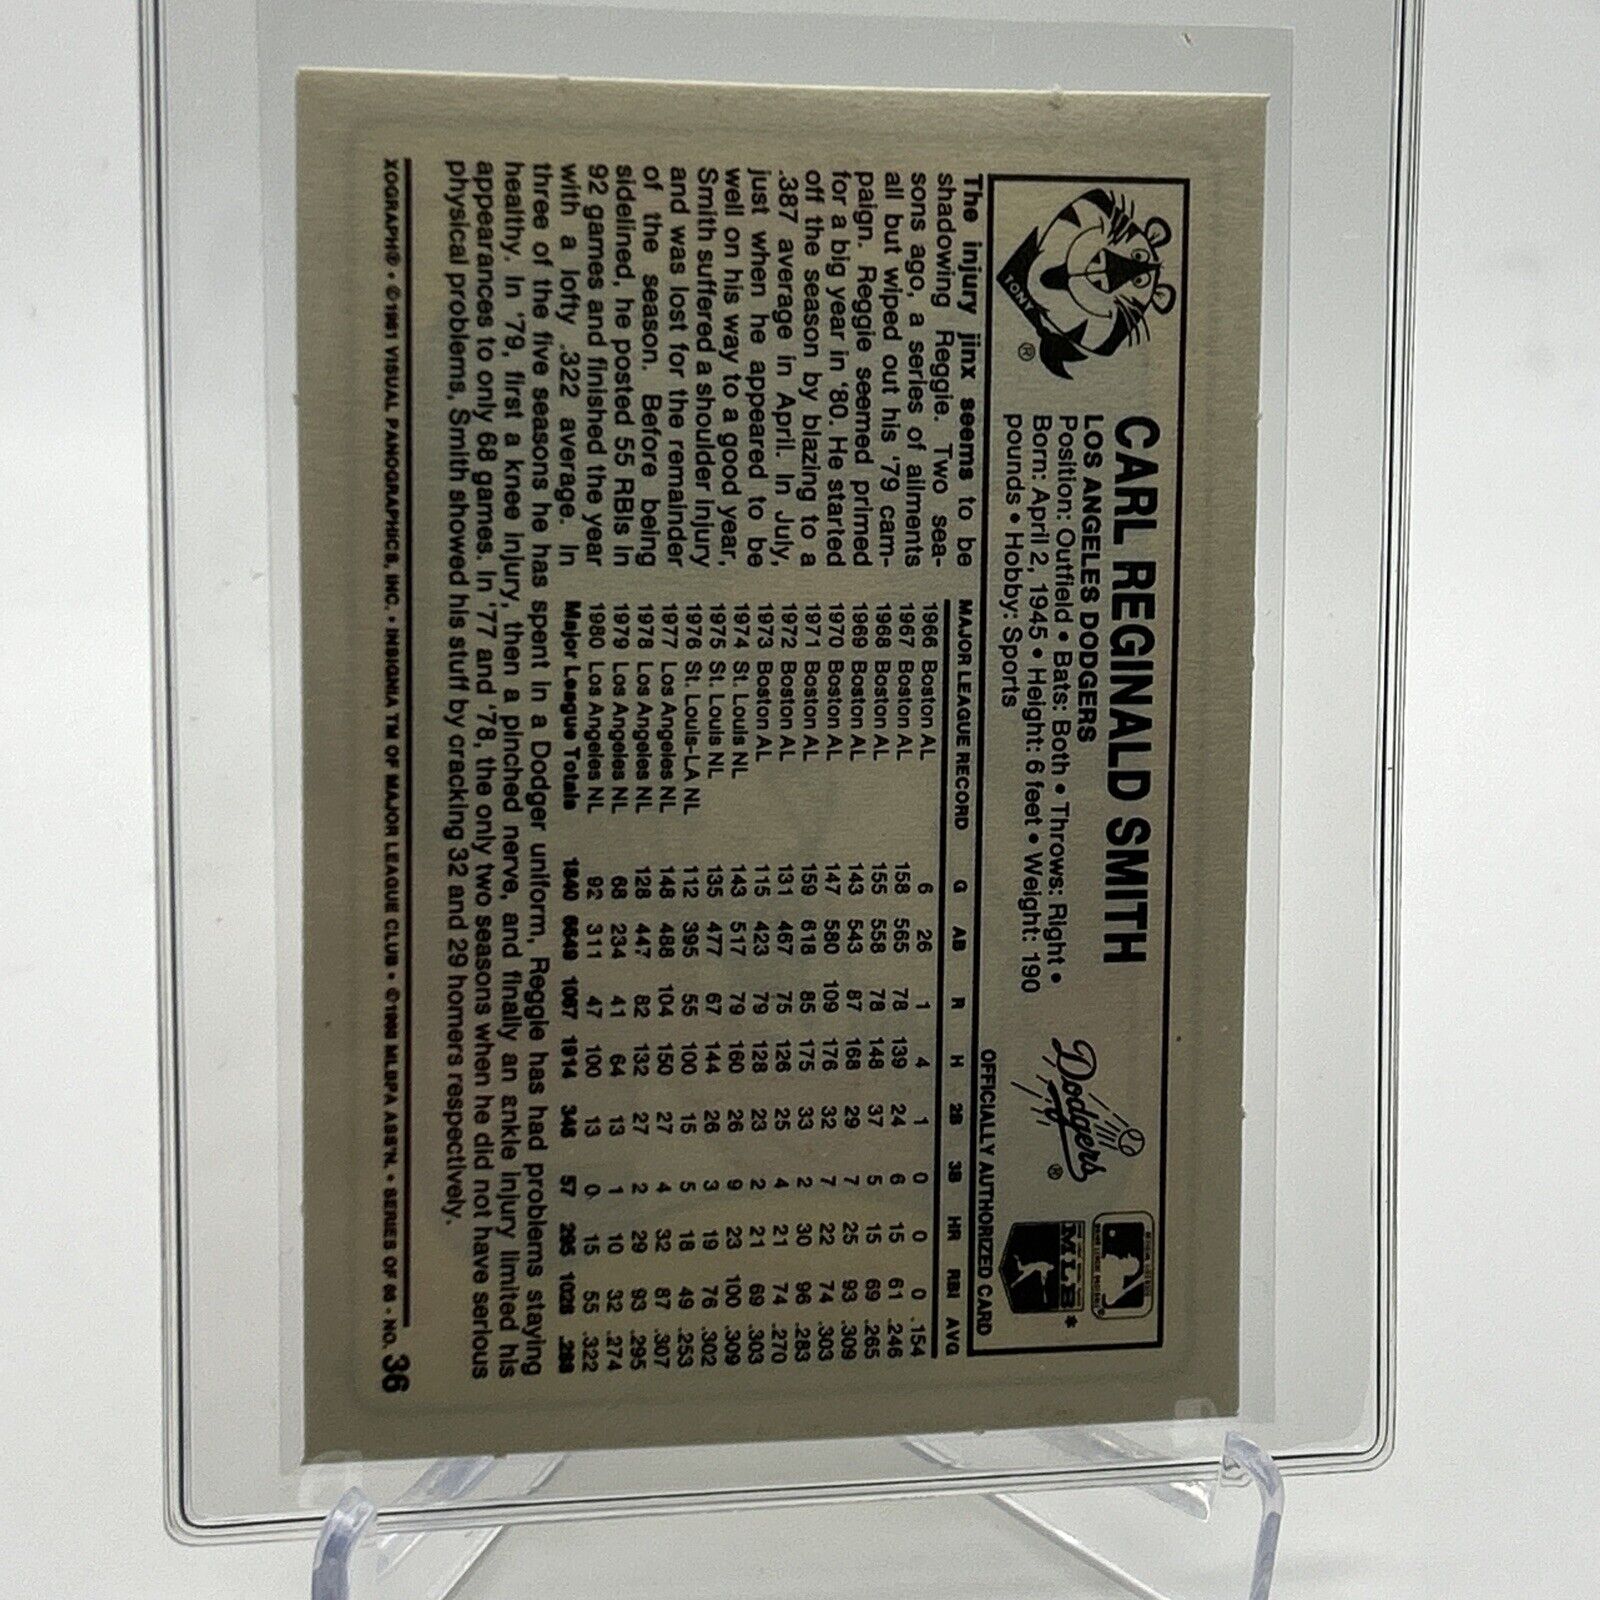 TONY
®
CARL REGINALD SMITH
LOS ANGELES DODGERS
Position: Outfield • Bats: Both • Throws: Right •
Born: April 2, 1945 • Height: 6 feet • Weight: 190
pounds • Hobby: Sports
Dodgers
®
MLB
*
OFFICIALLY AUTHORIZED CARD
The injury jinx seems to be
shadowing Reggie. Two sea-
sons ago, a series of ailments
all but wiped out his '79 cam-
paign. Reggie seemed primed
for a big year in '80. He started
off the season by blazing to a
.387 average in April. In July,
just when he appeared to be
well on his way to a good year,
Smith suffered a shoulder injury
and was lost for the remainder
of the season. Before being
sidelined, he posted 55 RBIs in
92 games and finished the year
with a lofty .322 average. In
three of the five seasons he has spent in a Dodger uniform, Reggie has had problems staying
healthy. In '79, first a knee injury, then a pinched nerve, and finally an ankle injury limited his
appearances to only 68 games. In '77 and '78, the only two seasons when he did not have serious
physical problems, Smith showed his stuff by cracking 32 and 29 homers respectively.
MAJOR LEAGUE RECORD G AB R H 2B 3B HR RBI AVG
1966 Boston AL 6 26 1 4 1 0 0 0 .154
1967 Boston AL 158 565 78 139 24 6 15 61 .246
1968 Boston AL 155 558 78 148 37 5 15 69 .265
1969 Boston AL 143 543 87 168 29 7 25 93 .309
1970 Boston AL 147 580 109 176 32 7 22 74 .303
1971 Boston AL 159 618 85 175 33 2 30 96 .283
1972 Boston AL 131 467 75 126 25 4 21 74 .270
1973 Boston AL 115 423 79 128 23 2 21 69 .303
1974 St. Louis NL 143 517 79 160 26 9 23 100 .309
1975 St. Louis NL 135 477 67 144 26 3 19 76 .302
1976 St. Louis-LA NL 112 395 55 100 15 5 18 49 .253
1977 Los Angeles NL 148 488 104 150 27 4 32 87 .307
1978 Los Angeles NL 128 447 82 132 27 2 29 93 .295
1979 Los Angeles NL 68 234 41 64 13 1 10 32 .274
1980 Los Angeles NL 92 311 47 100 13 0 15 55 .322
Major League Totals 1840 6649 1067 1914 348 57 295 1028 .288
XOGRAPH® • ©1981 VISUAL PANOGRAPHICS, INC. • INSIGNIA TM OF MAJOR LEAGUE CLUB • MLBPA ASS'N. • SERIES OF 66 • NO. 36